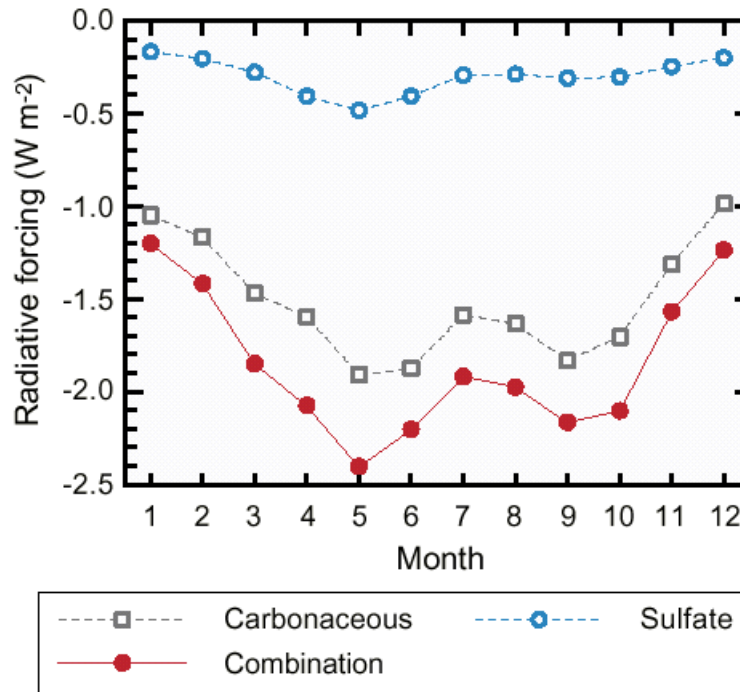 0.0
-0.5
-1.0
-1.5
-2.0
-2.5
Radiative forcing (W m-2)
1 2 3 4 5 6 7 8 9 10 11 12
Month
Carbonaceous Sulfate
Combination